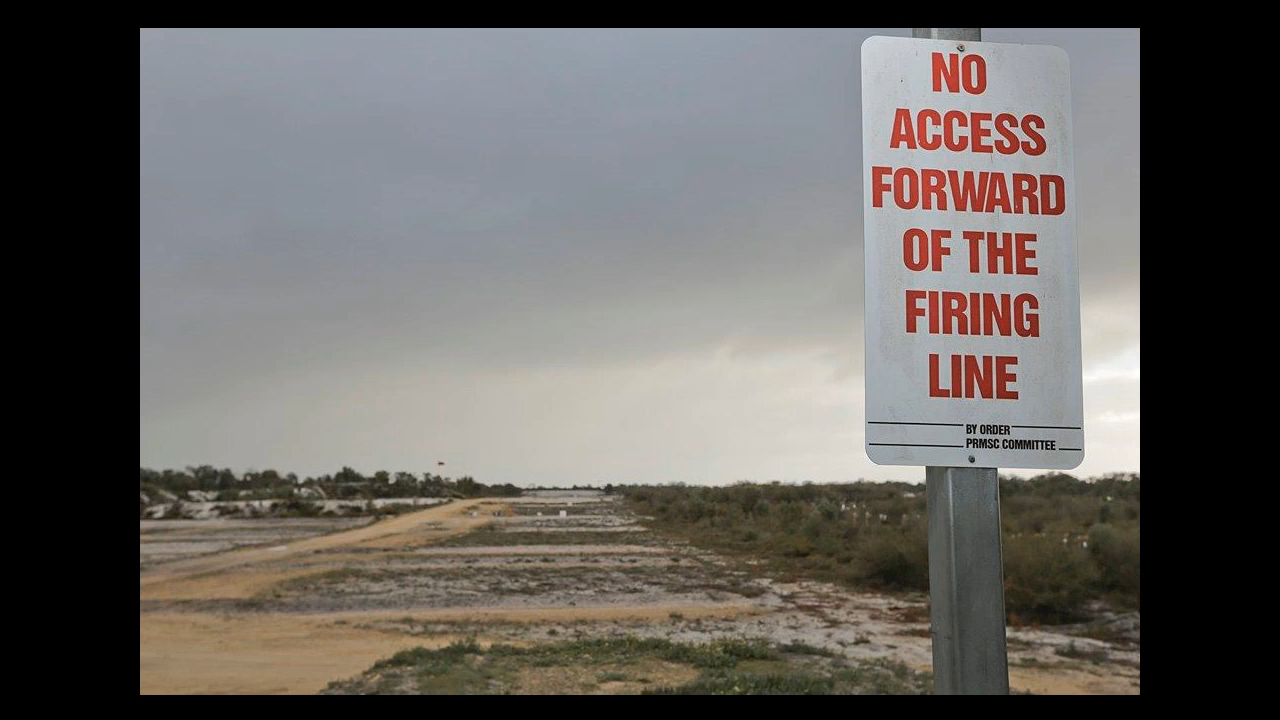 NO
ACCESS
FORWARD
OF THE
FIRING
LINE
BY ORDER
PRMSC COMMITTEE